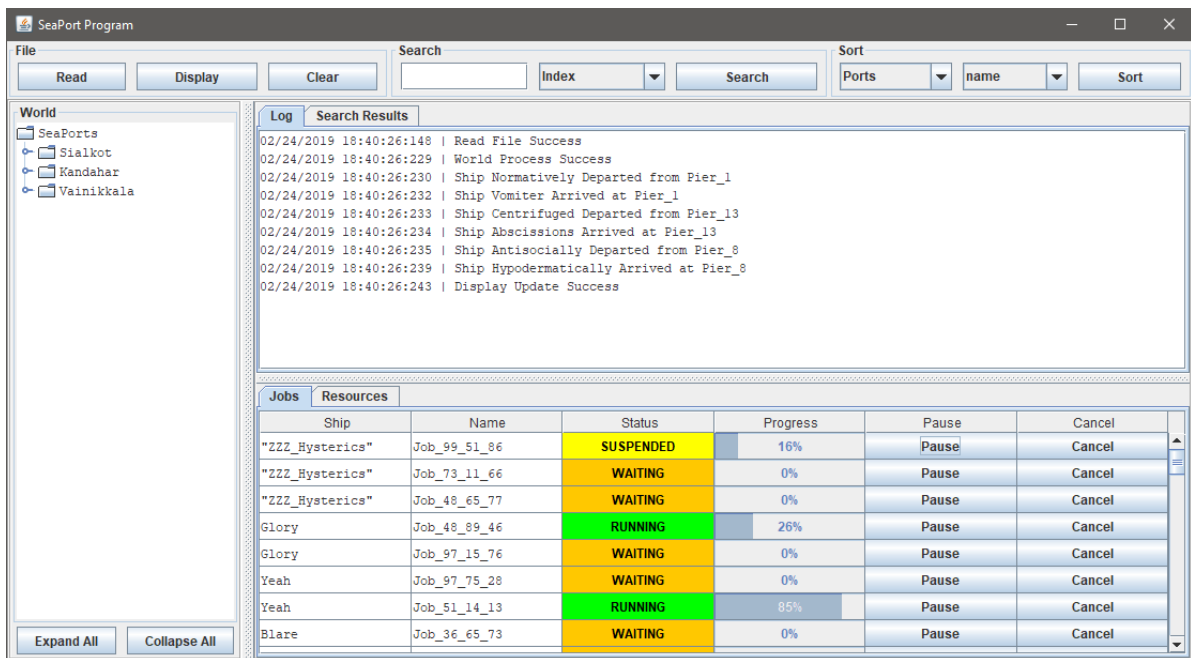 SeaPort Program
File
Search
Sort
Read Display Clear Index Search Ports name Sort
World
SeaPorts
Sialkot
Kandahar
Vainikkala
Expand All Collapse All
Log Search Results
02/24/2019 18:40:26:148 | Read File Success
02/24/2019 18:40:26:229 | World Process Success
02/24/2019 18:40:26:230 | Ship Normatively Departed from Pier_1
02/24/2019 18:40:26:232 | Ship Vomiter Arrived at Pier_1
02/24/2019 18:40:26:233 | Ship Centrifuged Departed from Pier_13
02/24/2019 18:40:26:234 | Ship Abscissions Arrived at Pier_13
02/24/2019 18:40:26:235 | Ship Antisocially Departed from Pier_8
02/24/2019 18:40:26:239 | Ship Hypodermatically Arrived at Pier_8
02/24/2019 18:40:26:243 | Display Update Success
Jobs Resources
Ship Name Status Progress Pause Cancel
"ZZZ_Hysterics" Job_99_51_86 SUSPENDED 16% Pause Cancel
"ZZZ_Hysterics" Job_73_11_66 WAITING 0% Pause Cancel
"ZZZ_Hysterics" Job_48_65_77 WAITING 0% Pause Cancel
Glory Job_48_89_46 RUNNING 26% Pause Cancel
Glory Job_97_15_76 WAITING 0% Pause Cancel
Yeah Job_97_75_28 WAITING 0% Pause Cancel
Yeah Job_51_14_13 RUNNING 85% Pause Cancel
Blare Job_36_65_73 WAITING 0% Pause Cancel